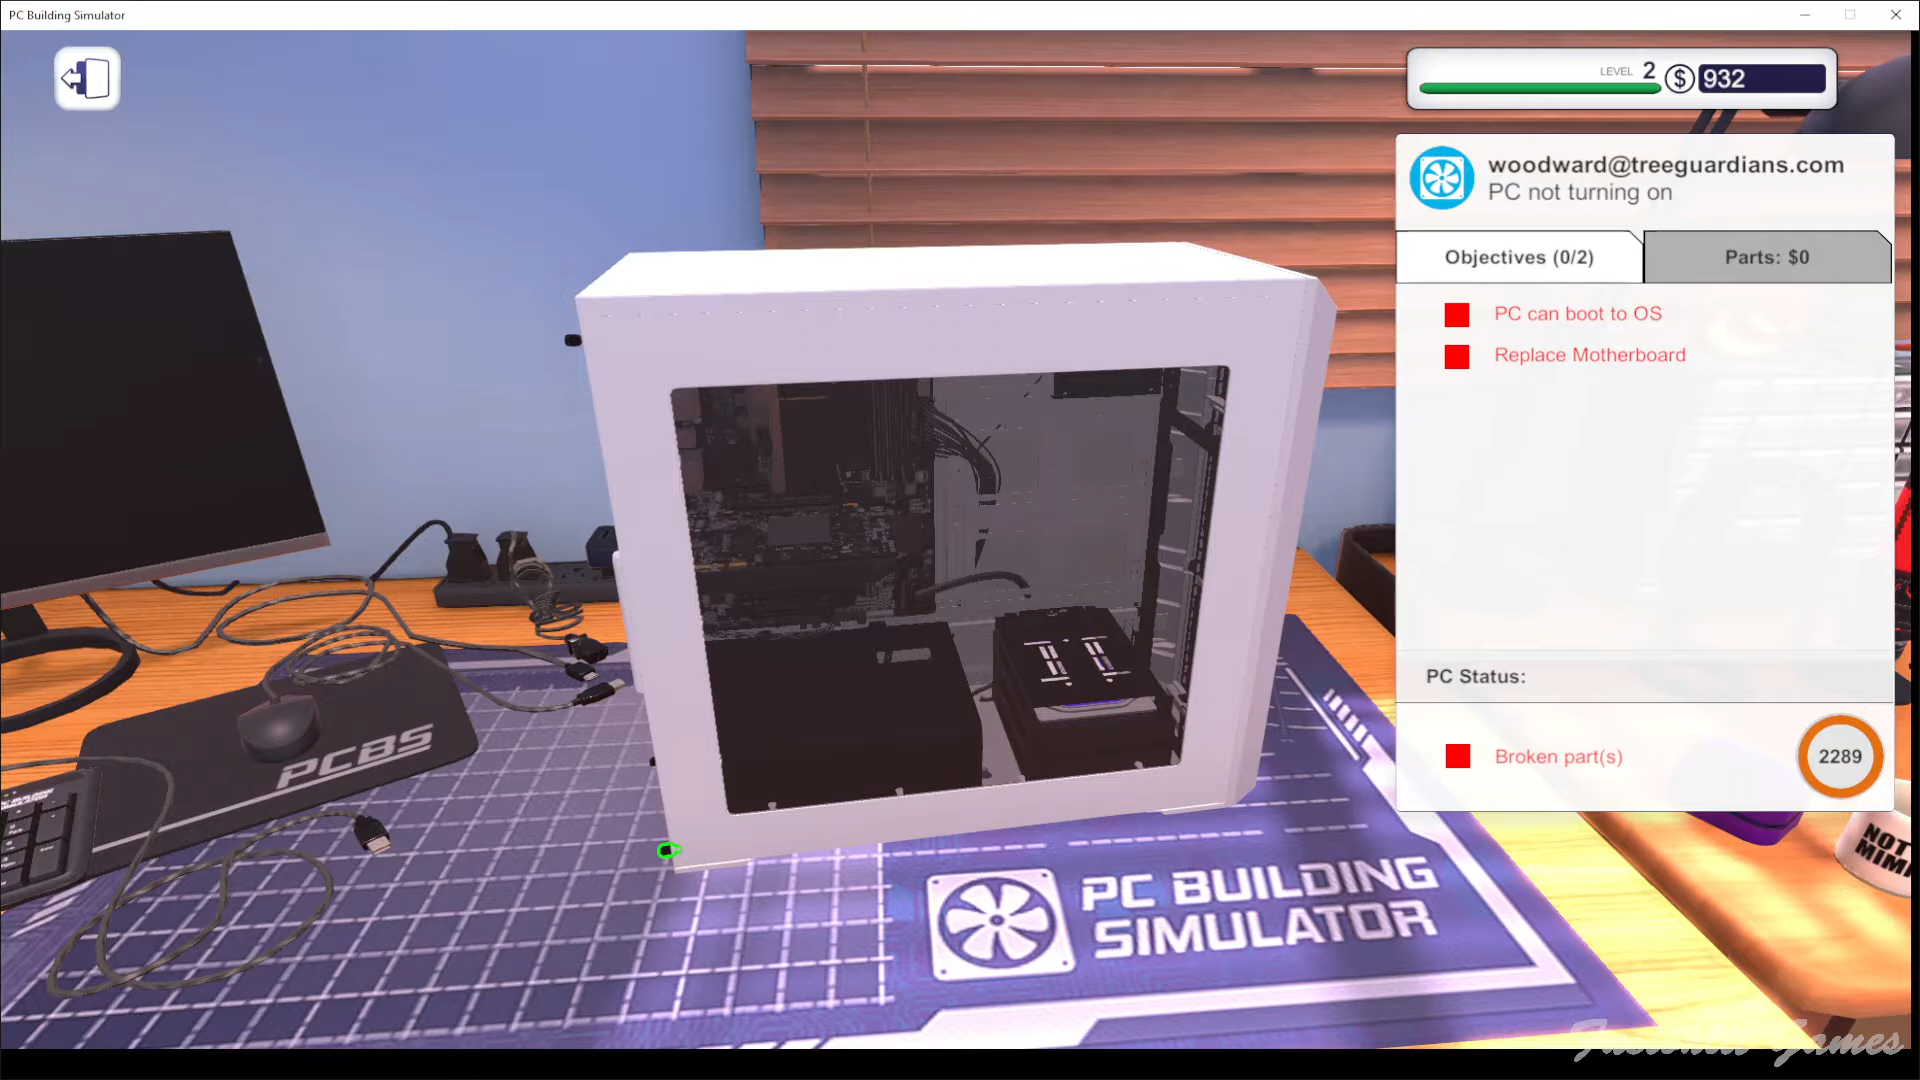 PC Building Simulator
LEVEL 2
$ 932
woodward@treeguardians.com
PC not turning on
Objectives (0/2)
Parts: $0
PC can boot to OS
Replace Motherboard
PC Status:
Broken part(s)
2289
PCBS
PC BUILDING
SIMULATOR
Games